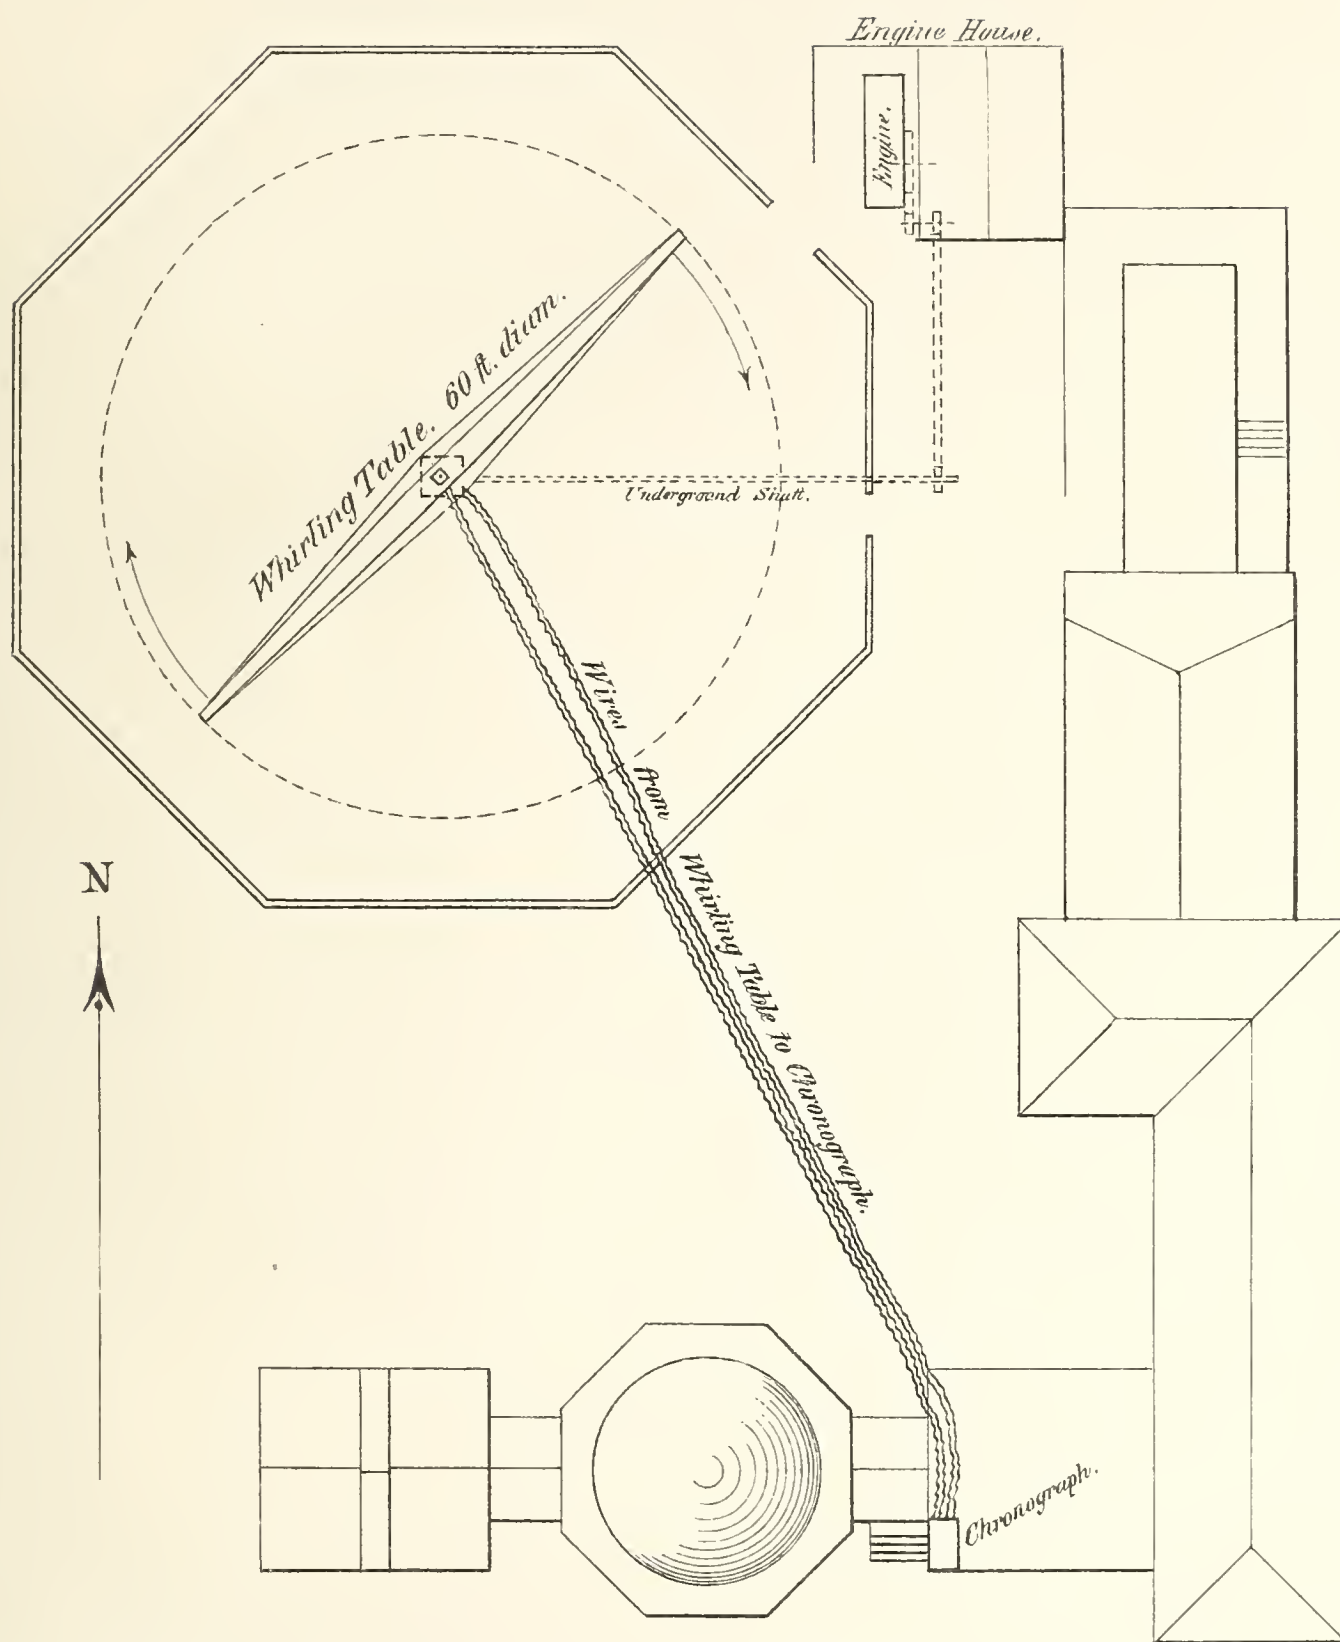 Engine House.
Engine.
Whirling Table. 60 ft. diam.
Underground Shaft.
Wires from Whirling Table to Chronograph.
N
Chronograph.